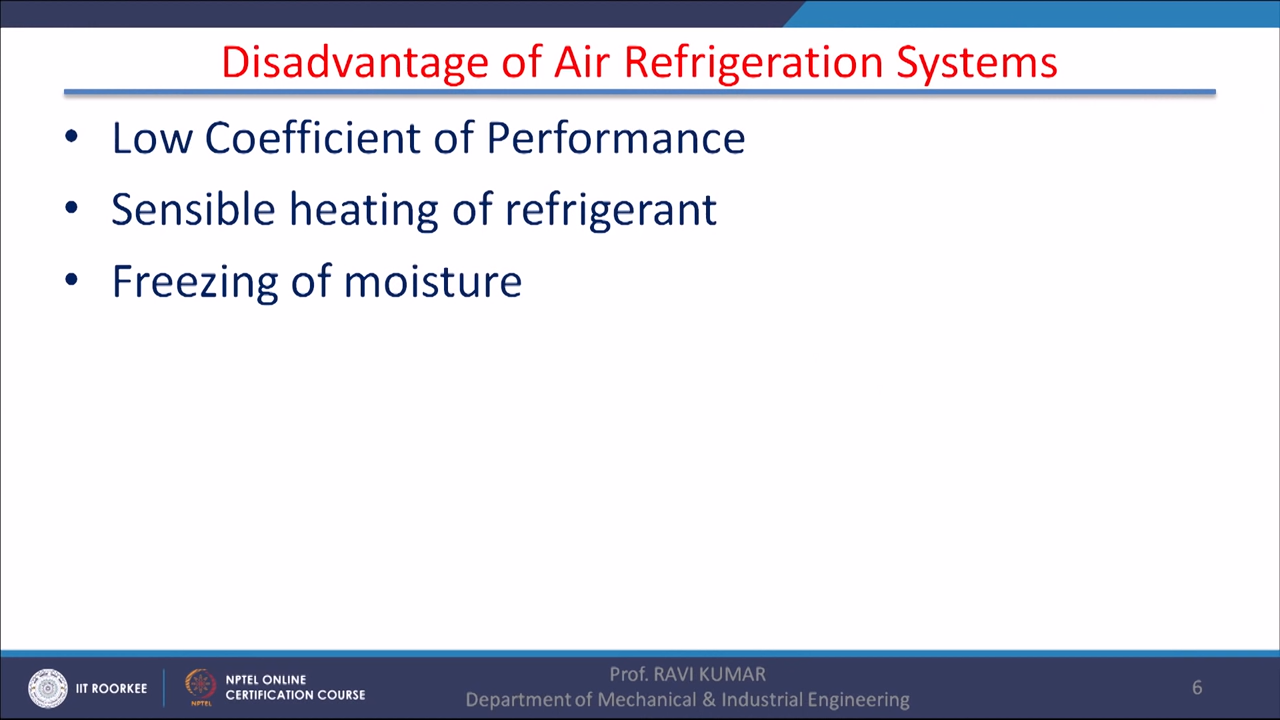 Disadvantage of Air Refrigeration Systems
• Low Coefficient of Performance
• Sensible heating of refrigerant
• Freezing of moisture
IIT ROORKEE
NPTEL
NPTEL ONLINE
CERTIFICATION COURSE
Prof. RAVI KUMAR
Department of Mechanical & Industrial Engineering
6